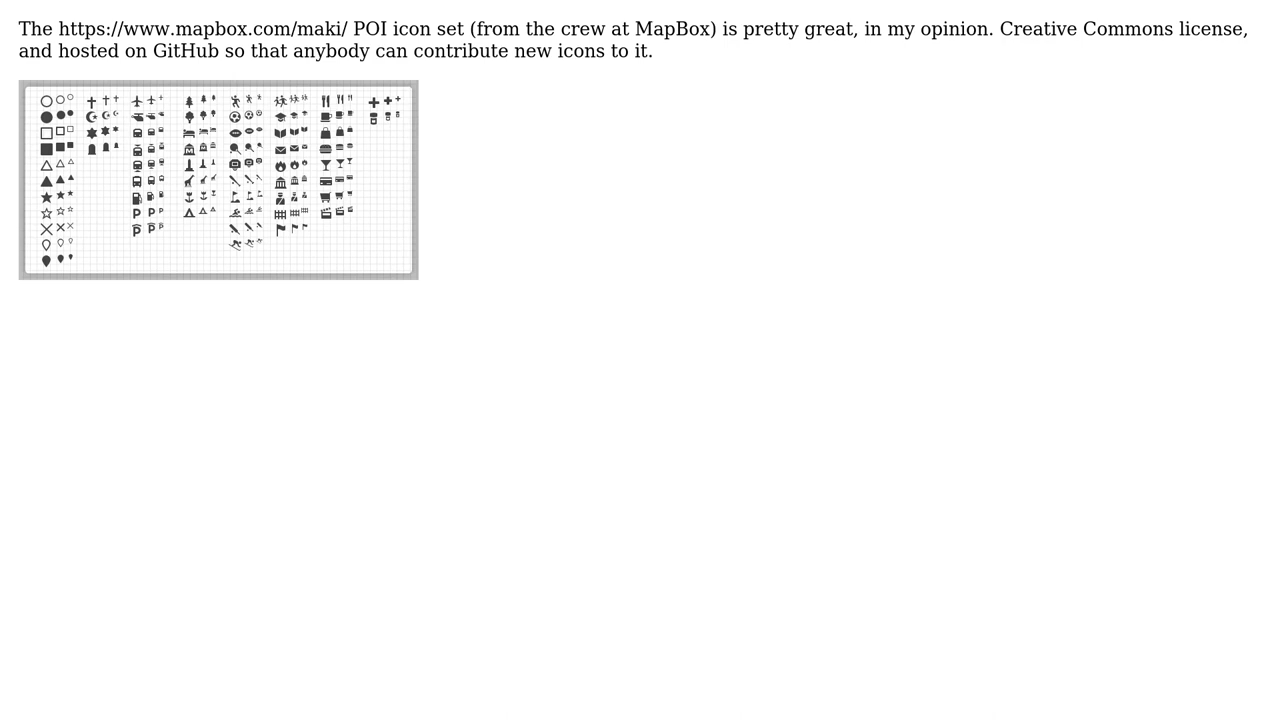 The https://www.mapbox.com/maki/ POI icon set (from the crew at MapBox) is pretty great, in my opinion. Creative Commons license,
and hosted on GitHub so that anybody can contribute new icons to it.